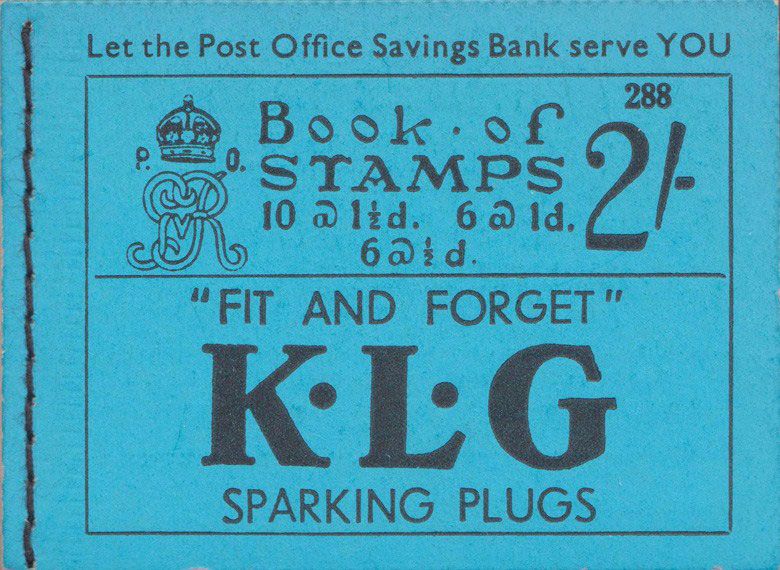 Let the Post Office Savings Bank serve YOU
288
Book · of
2/-
P. O.
STAMPS
10 @ 1½d. 6 @ 1d.
6 @ ½d.
"FIT AND FORGET"
K·L·G
SPARKING PLUGS